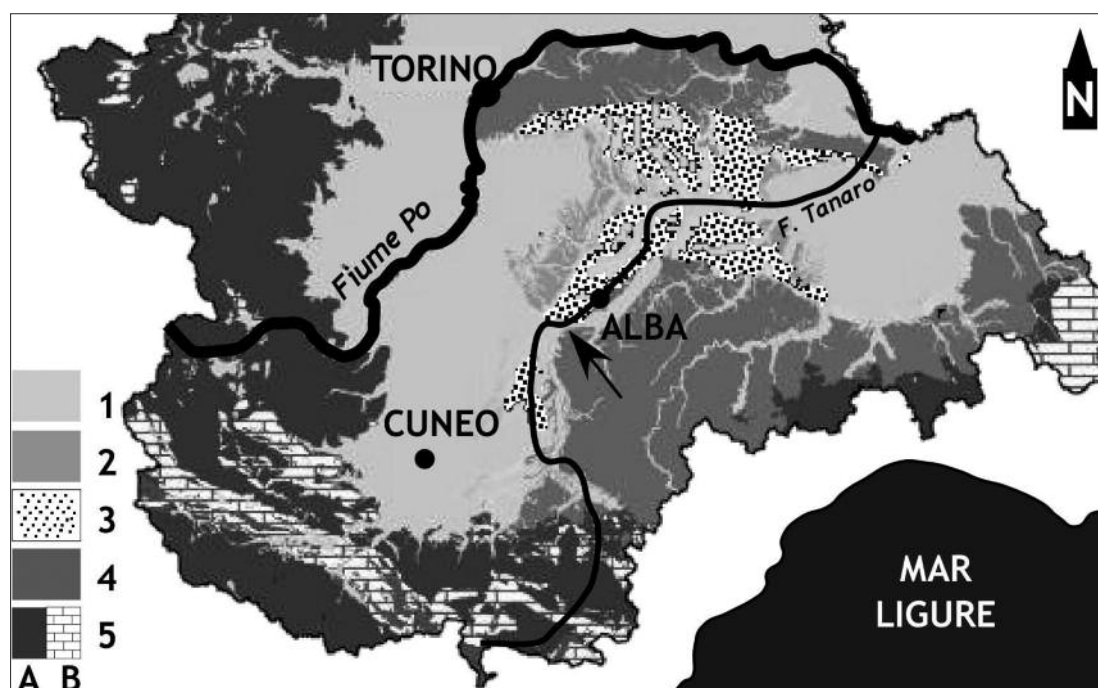 TORINO
N
Fiume Po
F. Tanaro
ALBA
CUNEO
1
2
3
4
5
A B
MAR
LIGURE